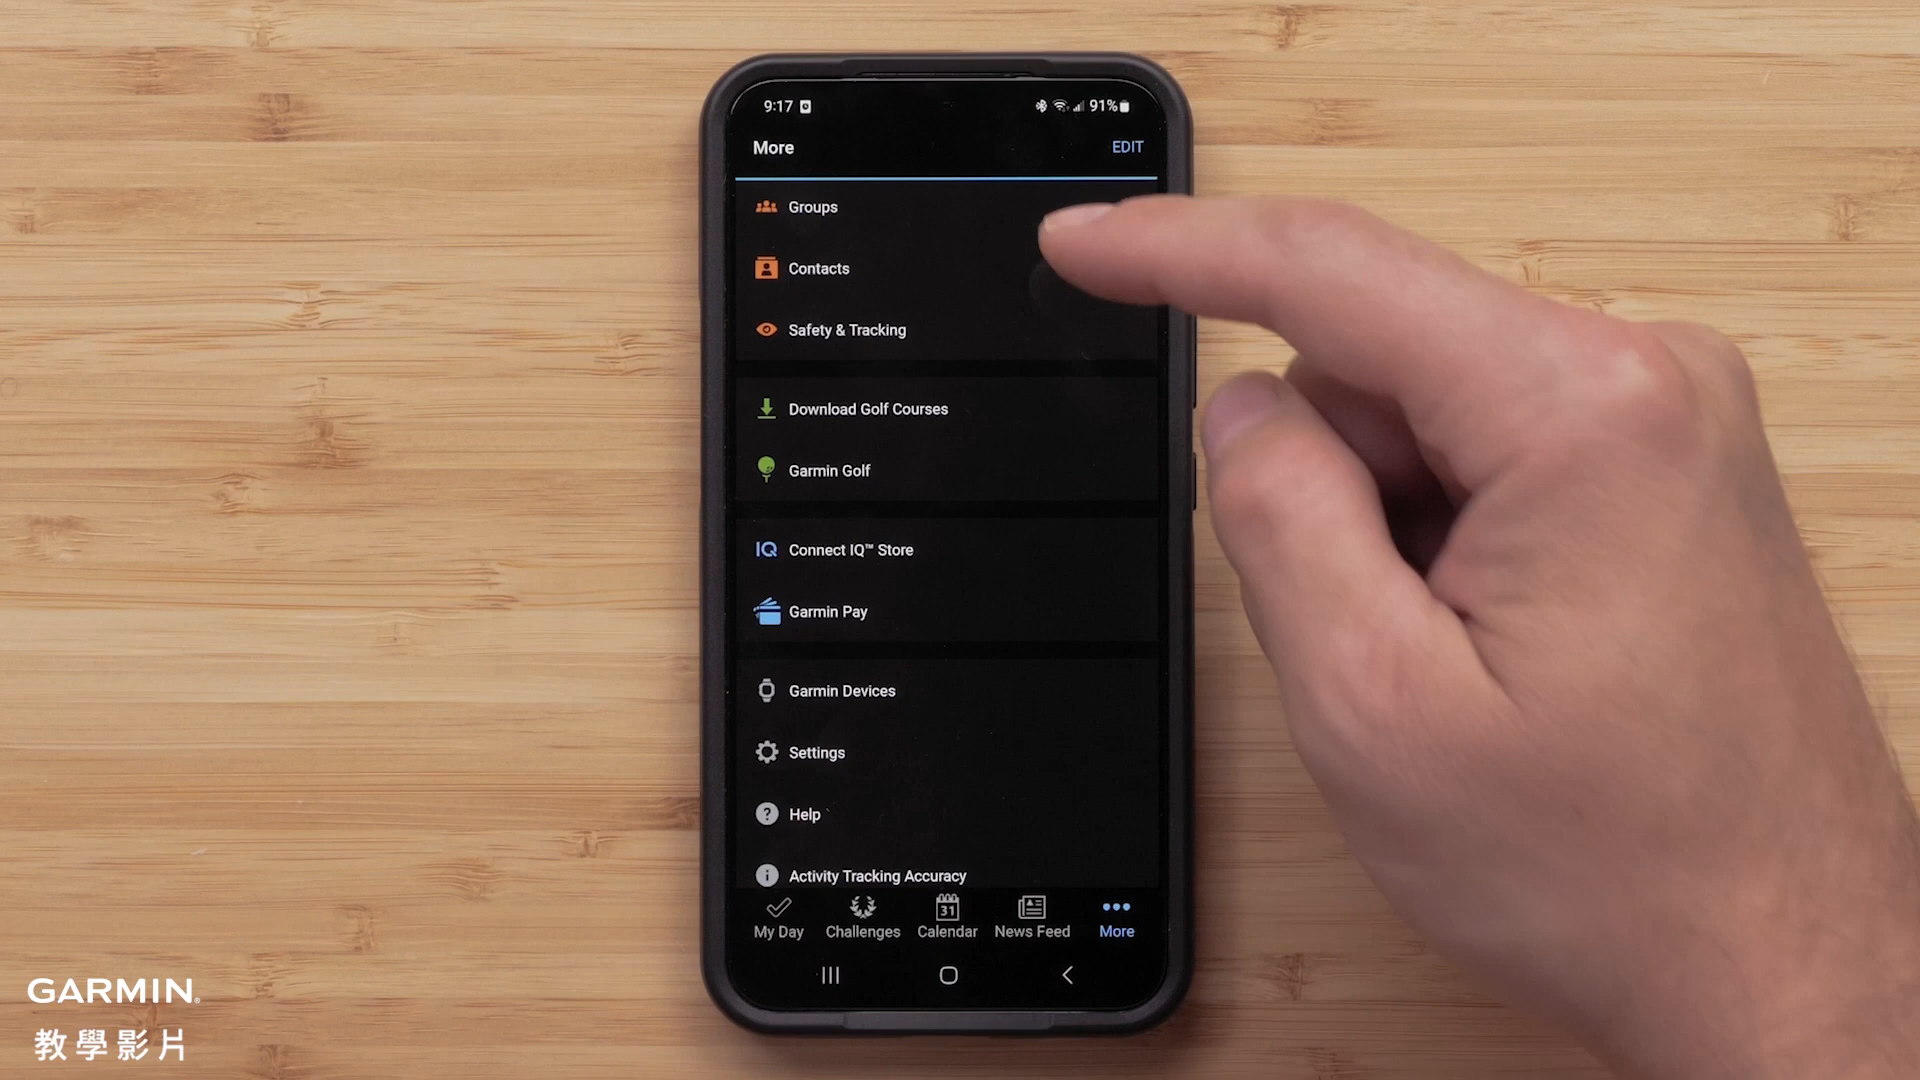 9:17
91%
More
EDIT
Groups
Contacts
Safety & Tracking
Download Golf Courses
Garmin Golf
IQ Connect IQ™ Store
Garmin Pay
Garmin Devices
Settings
? Help
i Activity Tracking Accuracy
31
My Day
Challenges
Calendar
News Feed
More
GARMIN
教學影片